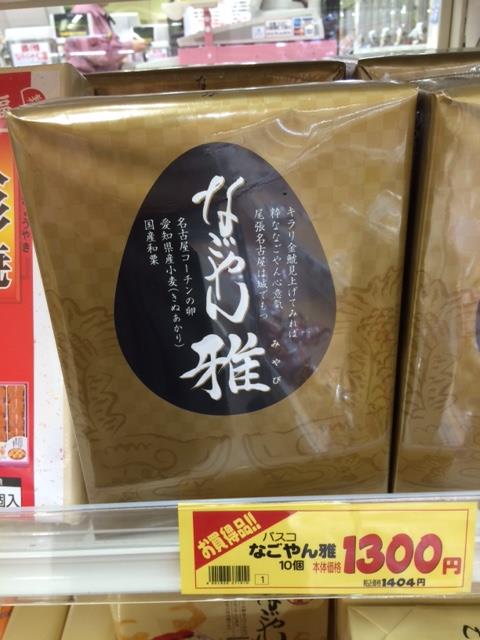 キラリ金鯱見上げてみれば
粋ななごやん心意気
尾張名古屋は城でもつ
なごやん雅
みやび
名古屋コーチンの卵
愛知県産小麦(きぬあかり)
国産和栗
お買得品!!
パスコ
なごやん雅
10個
本体価格
1300円
税込価格1404円
1
個入